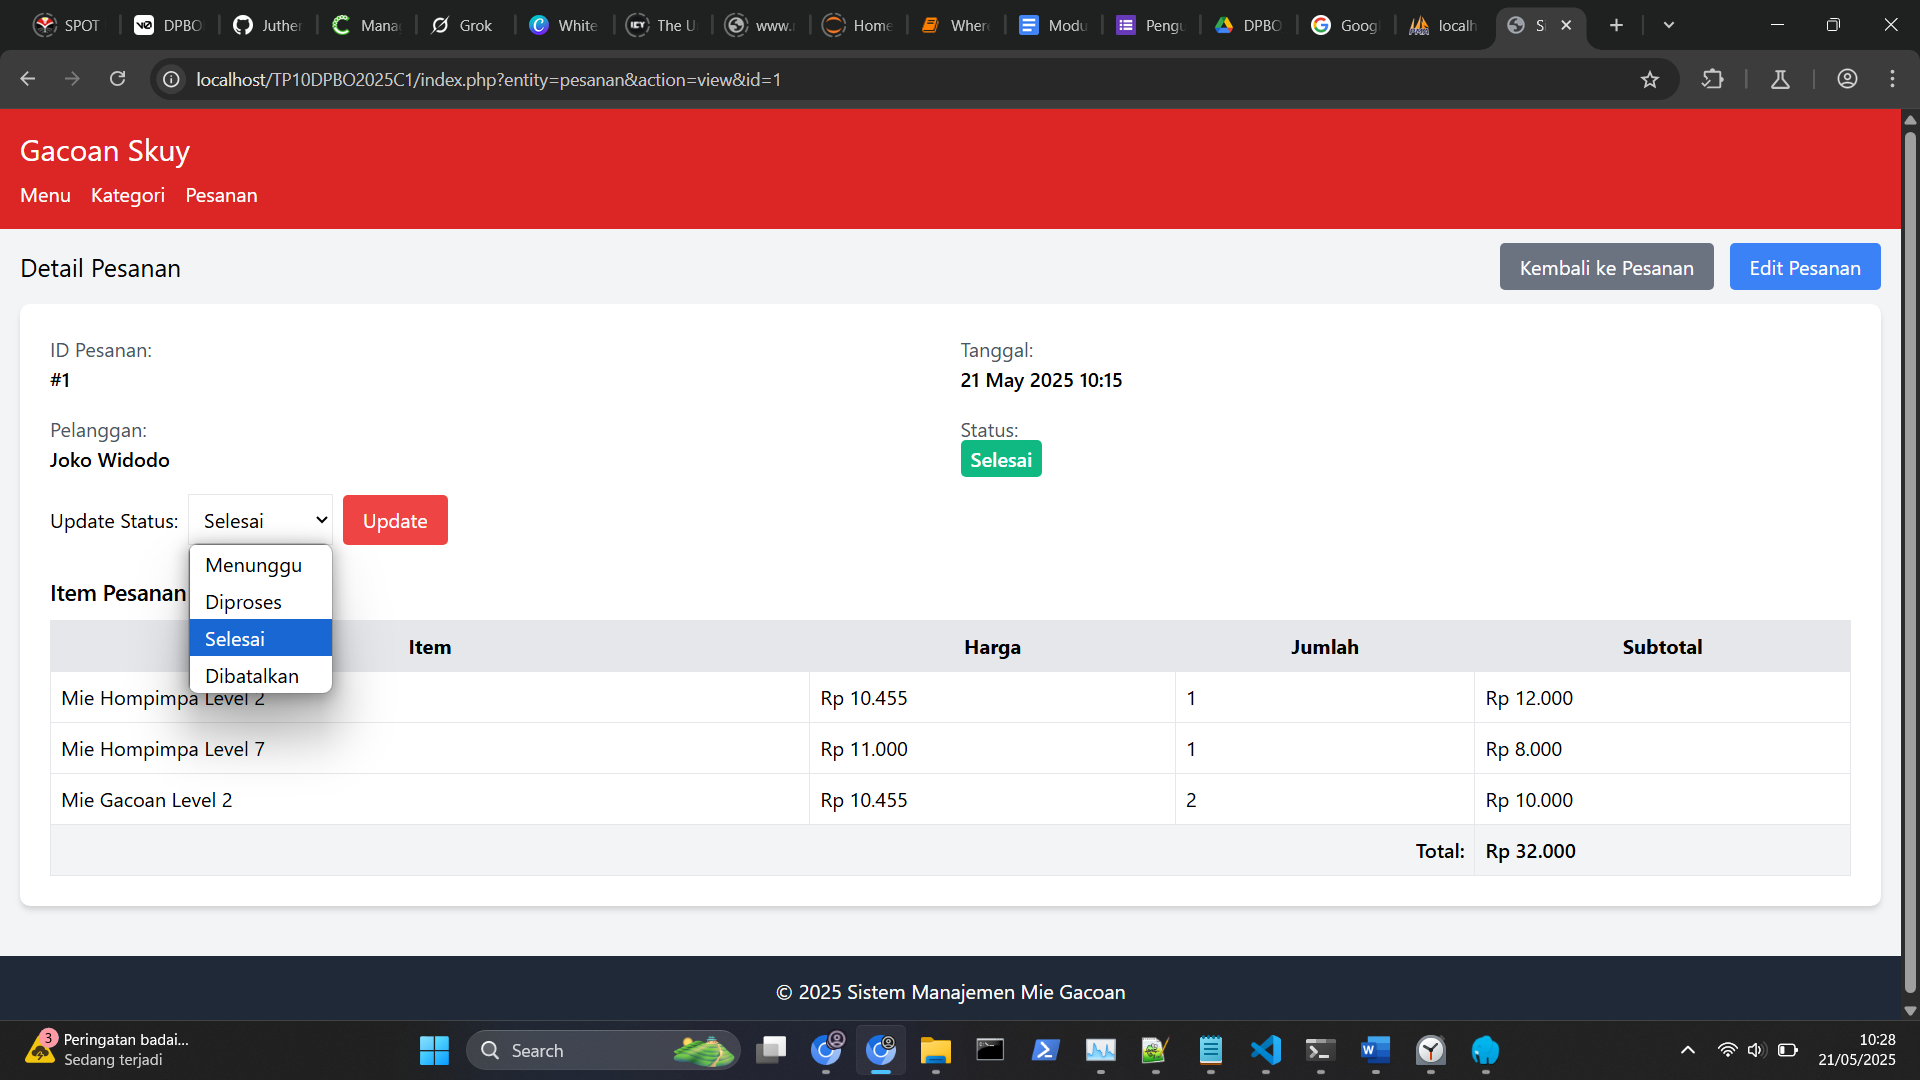 SPOT
DPBO
Juther
Mana
Grok
White
The U
www.
Home
Where
Modu
Pengu
DPBO
Goog
localh
localhost/TP10DPBO2025C1/index.php?entity=pesanan&action=view&id=1
Gacoan Skuy
Menu Kategori Pesanan
Detail Pesanan
Kembali ke Pesanan
Edit Pesanan
ID Pesanan:
#1
Tanggal:
21 May 2025 10:15
Pelanggan:
Joko Widodo
Status:
Selesai
Update Status: Selesai Update
Menunggu
Diproses
Selesai
Dibatalkan
Item Pesanan
Item Harga Jumlah Subtotal
Mie Hompimpa Level 2 Rp 10.455 1 Rp 12.000
Mie Hompimpa Level 7 Rp 11.000 1 Rp 8.000
Mie Gacoan Level 2 Rp 10.455 2 Rp 10.000
Total: Rp 32.000
© 2025 Sistem Manajemen Mie Gacoan
3
Peringatan badai...
Sedang terjadi
Search
10:28
21/05/2025